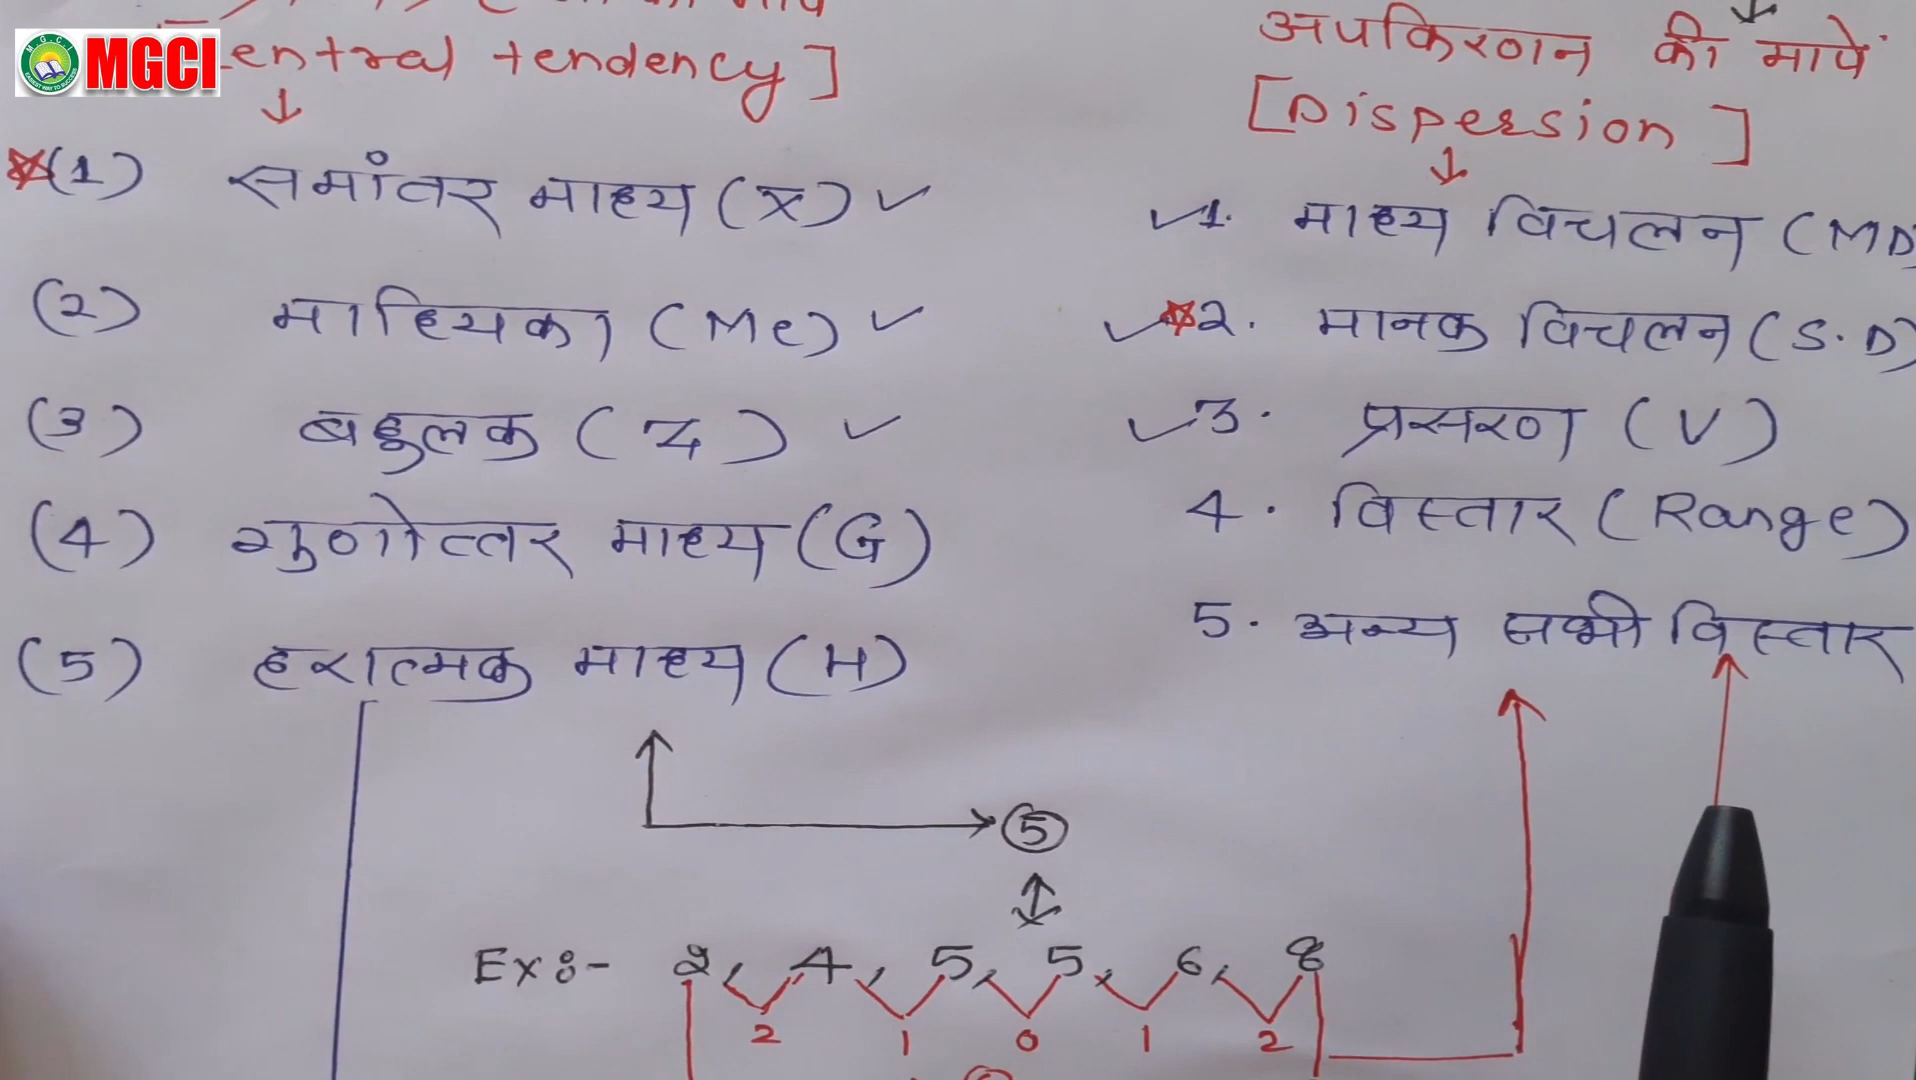 MGCI
entral tendency]
(1) समांतर माध्य (x̄)
(2) माध्यिका (Me)
(3) बहुलक (Z)
(4) गुणोत्तर माध्य (G)
(5) हरात्मक माध्य (H)
अपकिरणन की मापें
[Dispersion]
1. माध्य विचलन (MD)
2. मानक विचलन (S.D)
3. प्रसरण (V)
4. विस्तार (Range)
5. अन्य सभी विस्तार
5
Ex:- 2, 4, 5, 5, 6, 8
2 1 0 1 2